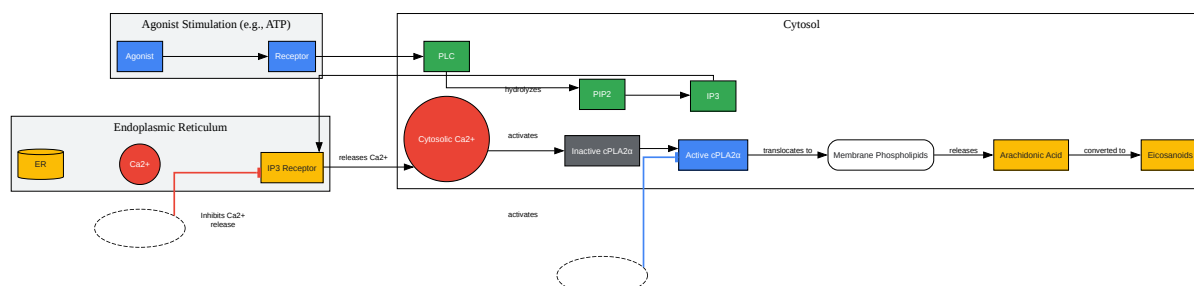 Agonist Stimulation (e.g., ATP)
Agonist
Receptor
Cytosol
PLC
hydrolyzes
PIP2
IP3
Endoplasmic Reticulum
ER
Ca2+
IP3 Receptor
releases Ca2+
Cytosolic Ca2+
activates
Inactive cPLA2α
Active cPLA2α
translocates to
Membrane Phospholipids
releases
Arachidonic Acid
converted to
Eicosanoids
Inhibits Ca2+
release
activates